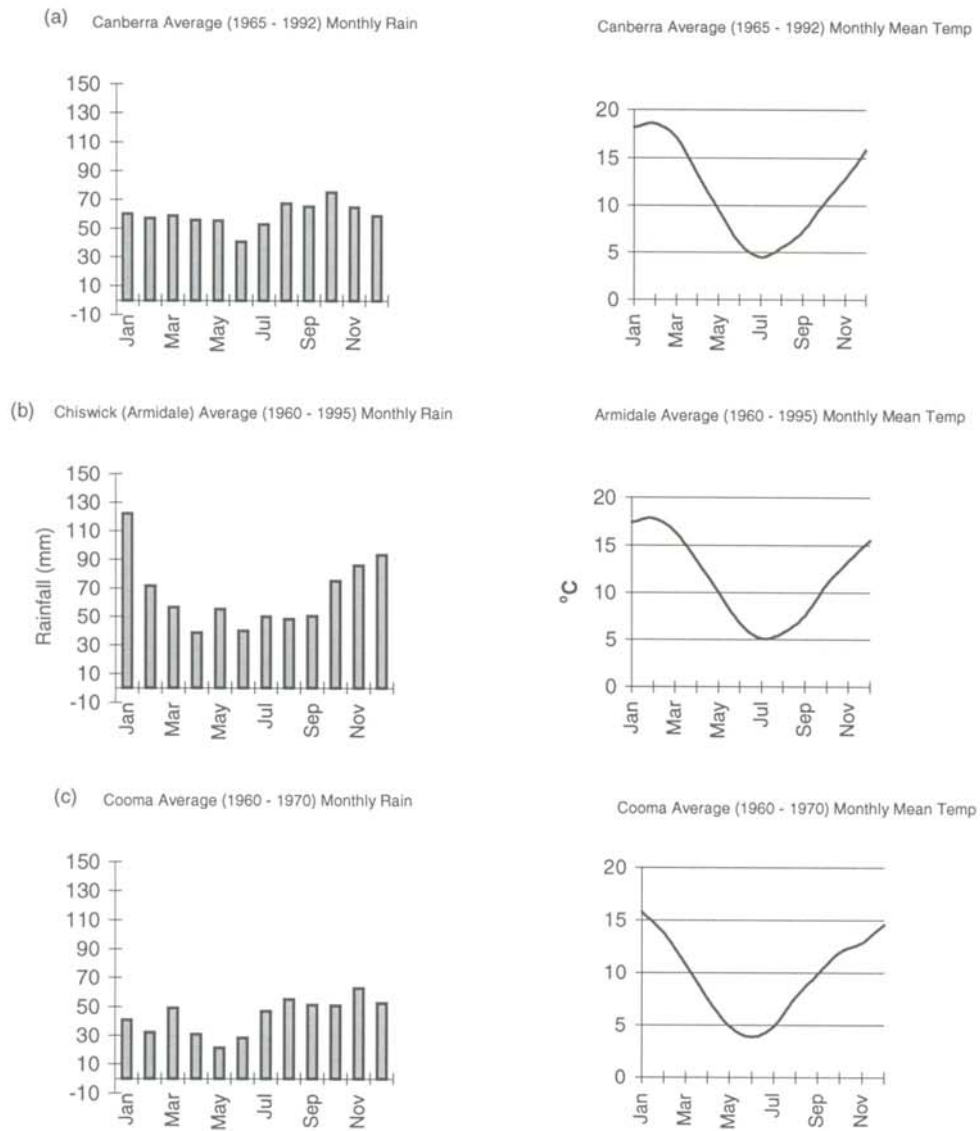 (a) Canberra Average (1965 - 1992) Monthly Rain
150
130
110
90
70
50
30
10
-10
Jan
Mar
May
Jul
Sep
Nov
Canberra Average (1965 - 1992) Monthly Mean Temp
20
15
10
5
0
Jan
Mar
May
Jul
Sep
Nov
(b) Chiswick (Armidale) Average (1960 - 1995) Monthly Rain
Rainfall (mm)
150
130
110
90
70
50
30
10
-10
Jan
Mar
May
Jul
Sep
Nov
Armidale Average (1960 - 1995) Monthly Mean Temp
°C
20
15
10
5
0
Jan
Mar
May
Jul
Sep
Nov
(c) Cooma Average (1960 - 1970) Monthly Rain
150
130
110
90
70
50
30
10
-10
Jan
Mar
May
Jul
Sep
Nov
Cooma Average (1960 - 1970) Monthly Mean Temp
20
15
10
5
0
Jan
Mar
May
Jul
Sep
Nov